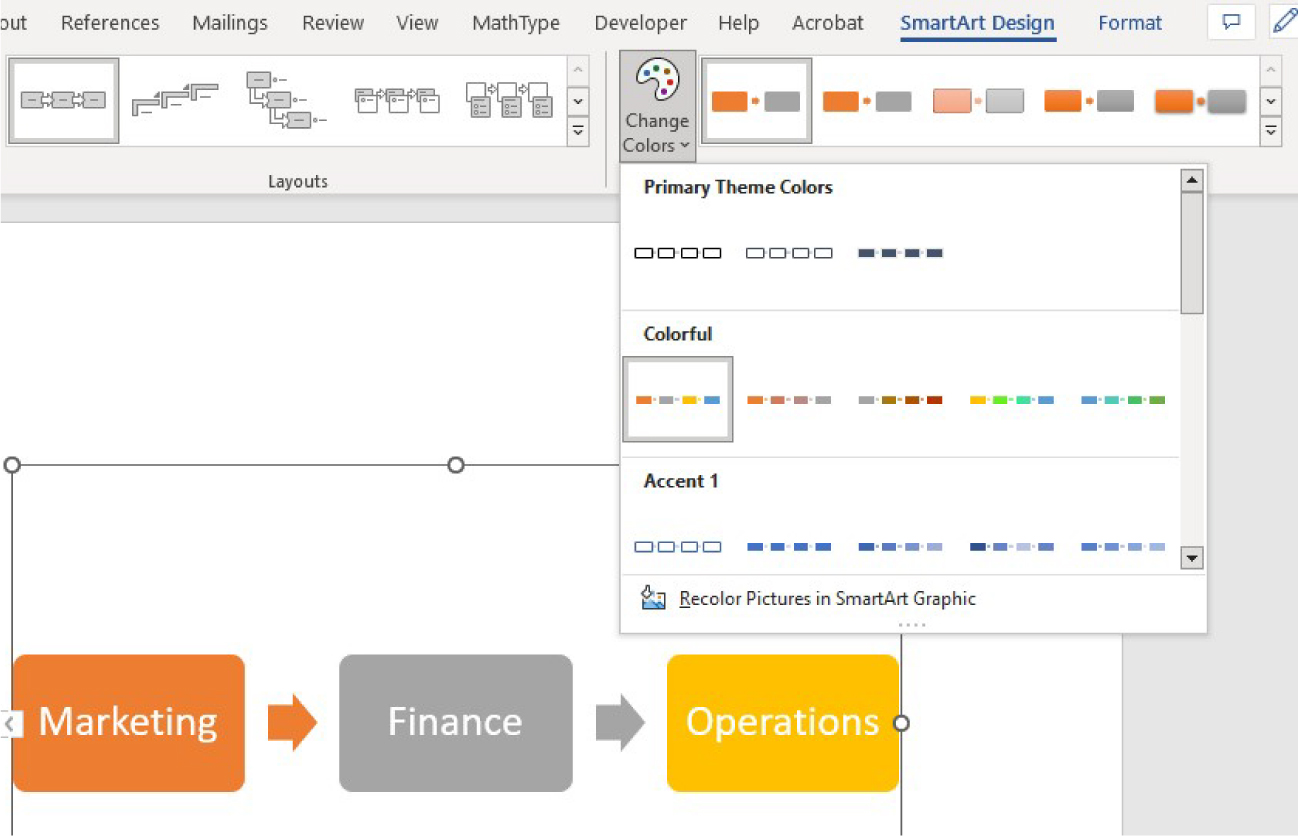 out References Mailings Review View MathType Developer Help Acrobat SmartArt Design Format
Change
Colors
Layouts
Primary Theme Colors
Colorful
Accent 1
Recolor Pictures in SmartArt Graphic
Marketing Finance Operations